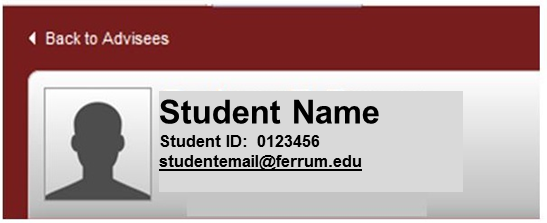 Back to Advisees
Student Name
Student ID: 0123456
studentemail@ferrum.edu